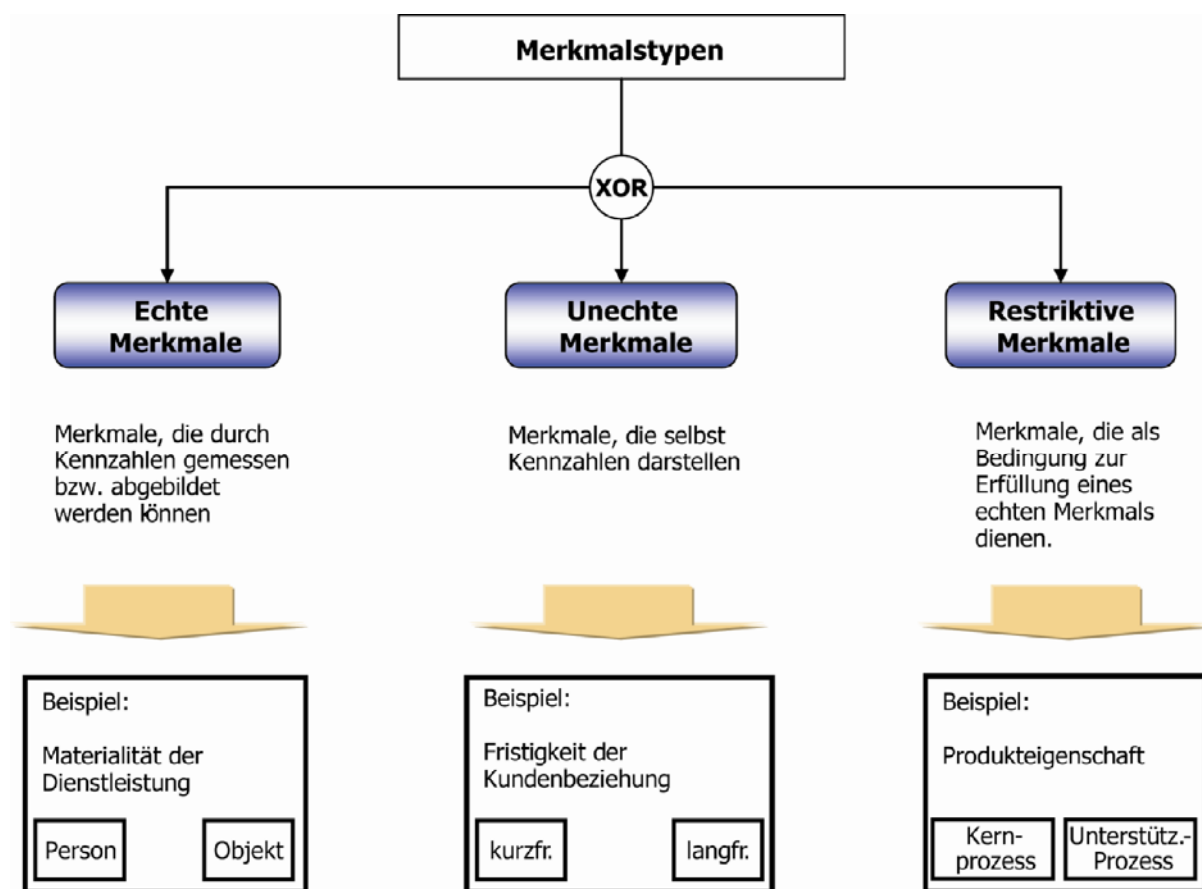 Merkmalstypen
XOR
Echte
Merkmale
Unechte
Merkmale
Restriktive
Merkmale
Merkmale, die durch
Kennzahlen gemessen
bzw. abgebildet
werden können
Merkmale, die selbst
Kennzahlen darstellen
Merkmale, die als
Bedingung zur
Erfüllung eines
echten Merkmals
dienen.
Beispiel:
Materialität der
Dienstleistung
Person
Objekt
Beispiel:
Fristigkeit der
Kundenbeziehung
kurzfr.
langfr.
Beispiel:
Produkteigenschaft
Kern-
prozess
Unterstütz.-
Prozess